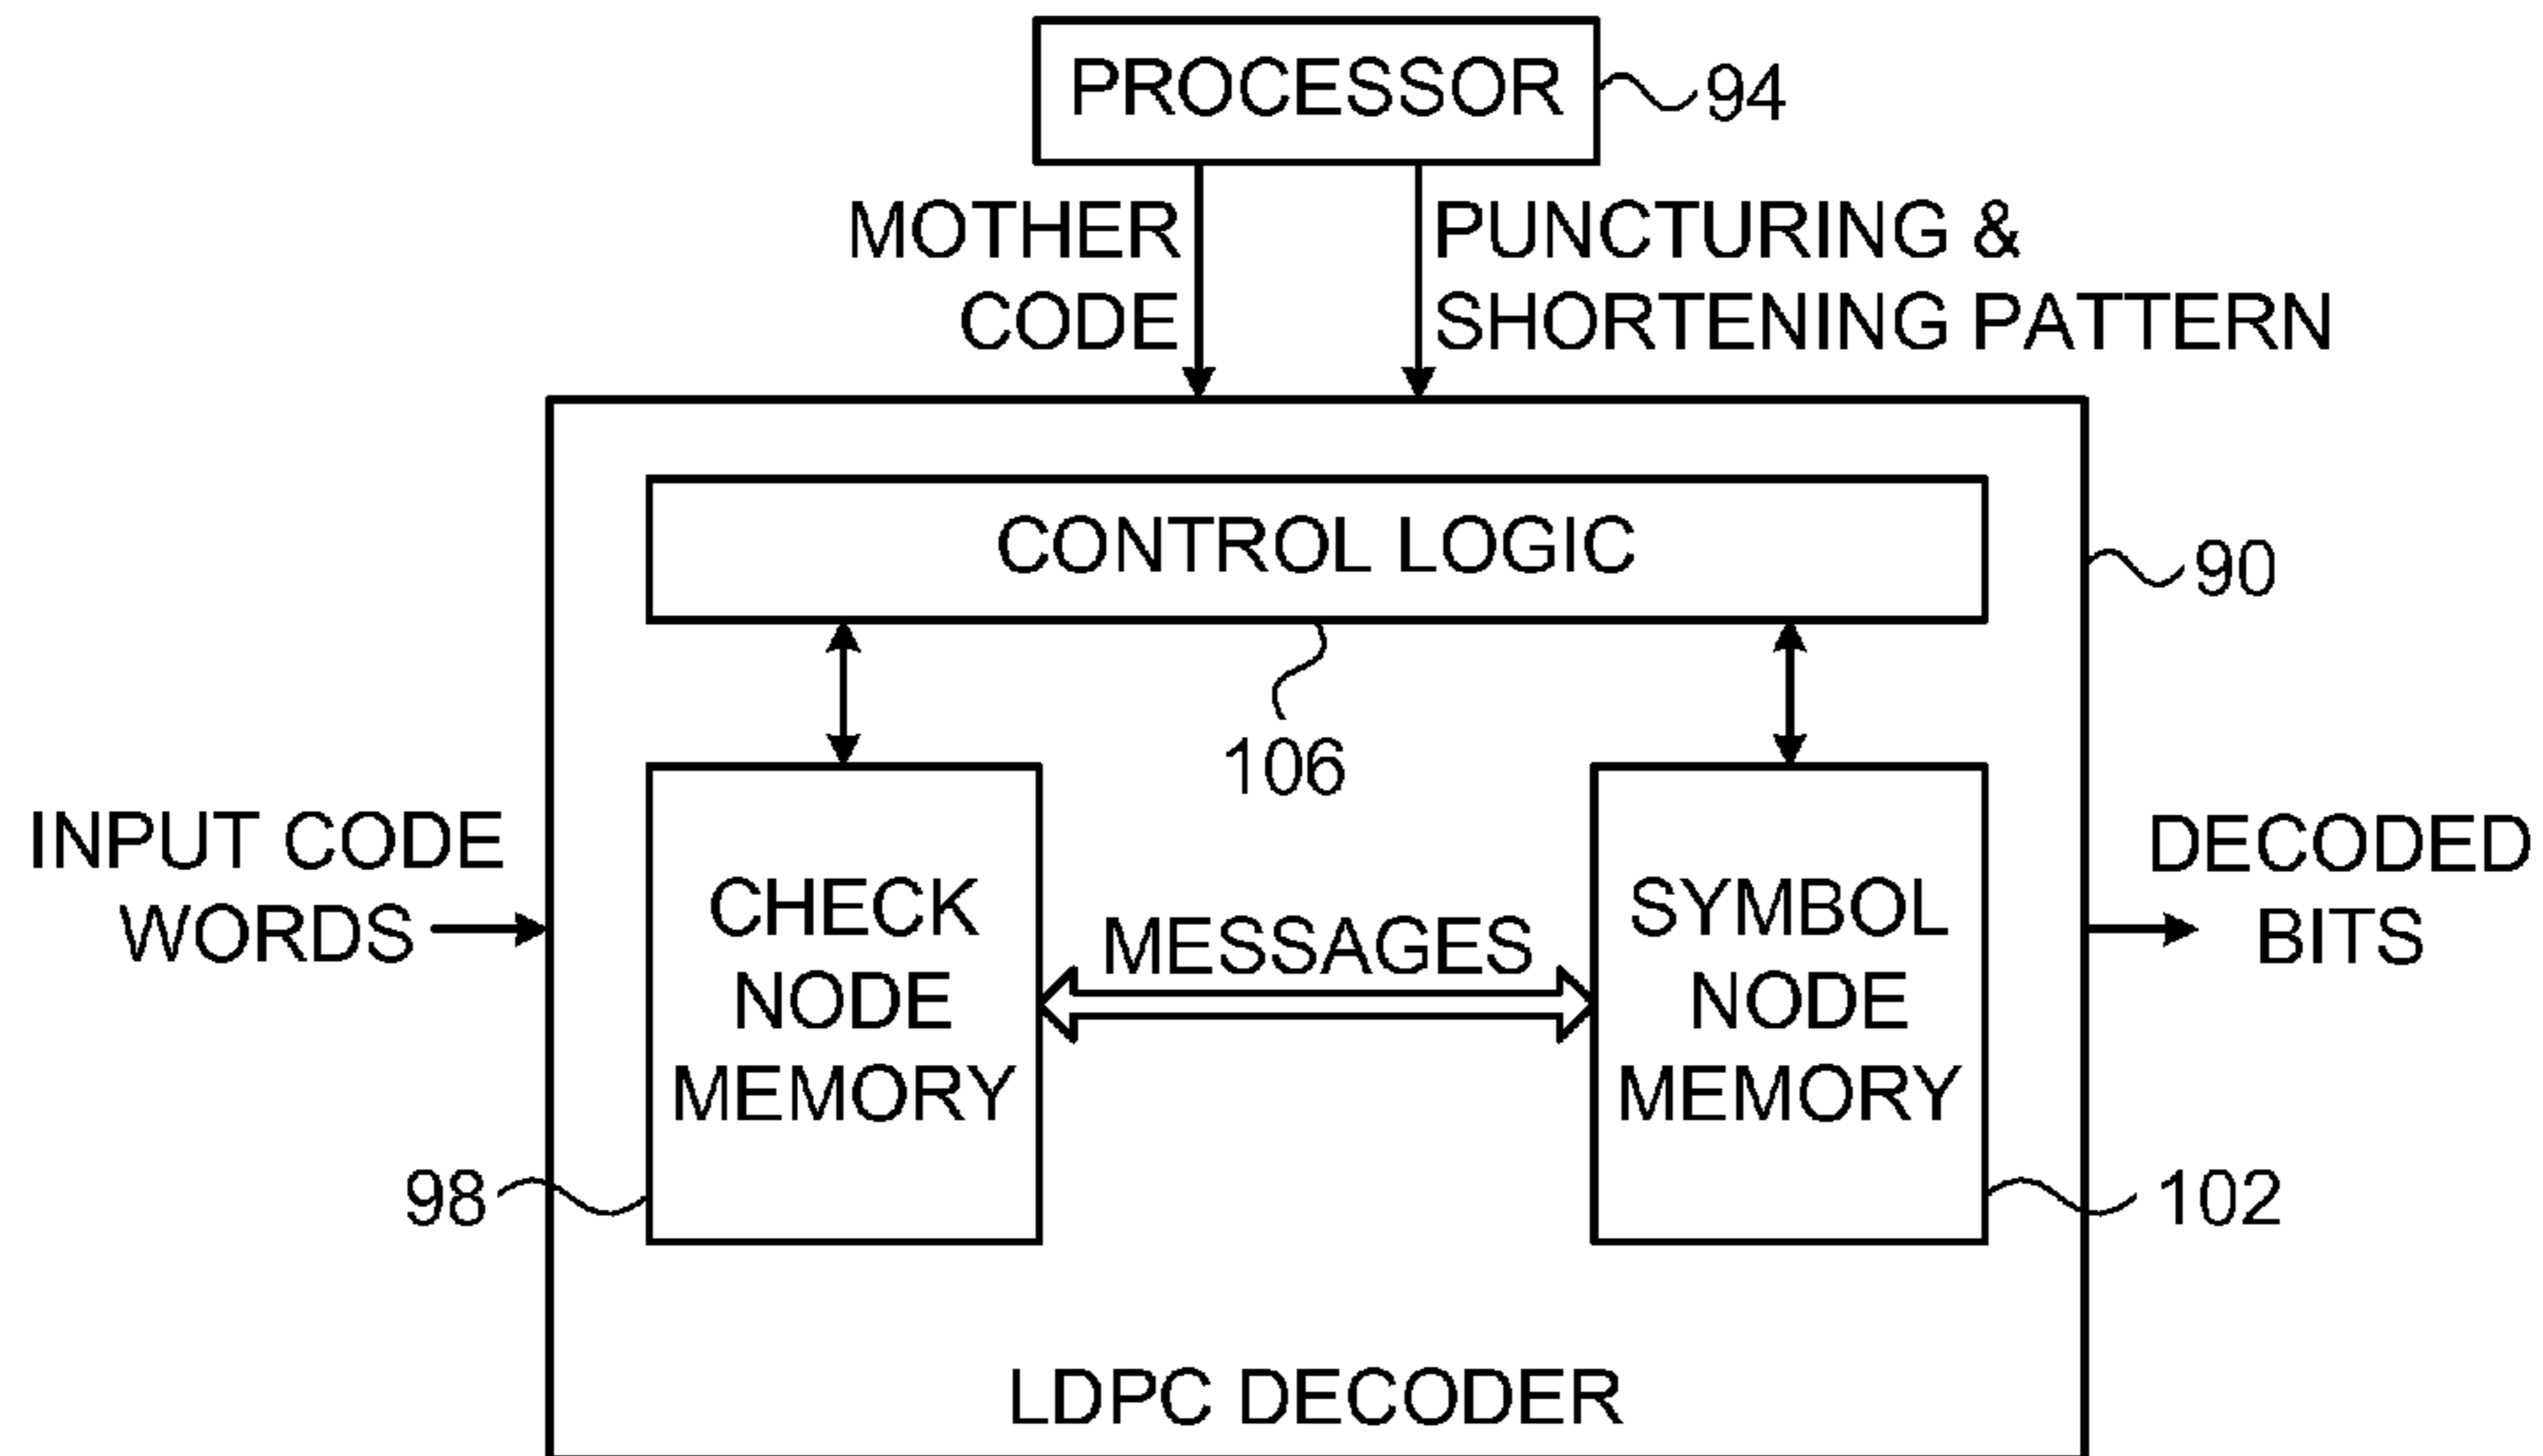 PROCESSOR
94
MOTHER
CODE
PUNCTURING &
SHORTENING PATTERN
CONTROL LOGIC
90
106
INPUT CODE
WORDS
CHECK
NODE
MEMORY
MESSAGES
SYMBOL
NODE
MEMORY
DECODED
BITS
98
102
LDPC DECODER